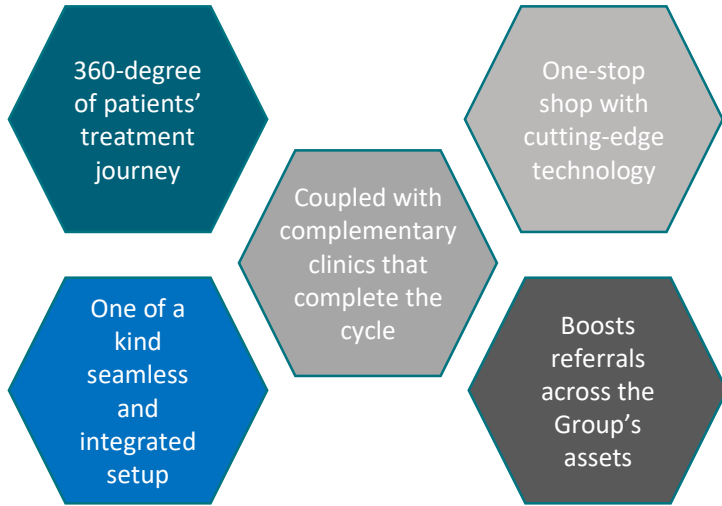 360-degree
of patients’
treatment
journey
One-stop
shop with
cutting-edge
technology
Coupled with
complementary
clinics that
complete the
cycle
One of a
kind
seamless
and
integrated
setup
Boosts
referrals
across the
Group’s
assets